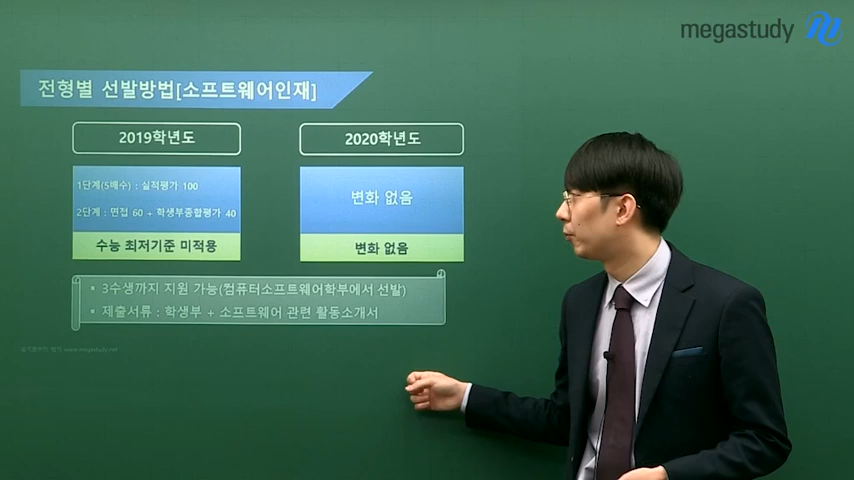 megastudy
전형별 선발방법[소프트웨어인재]
2019학년도
2020학년도
1단계(5배수) : 실적평가 100
2단계 : 면접 60 + 학생부종합평가 40
수능 최저기준 미적용
변화 없음
변화 없음
▪ 3수생까지 지원 가능(컴퓨터소프트웨어학부에서 선발)
▪ 제출서류 : 학생부 + 소프트웨어 관련 활동소개서
www.megastudy.net